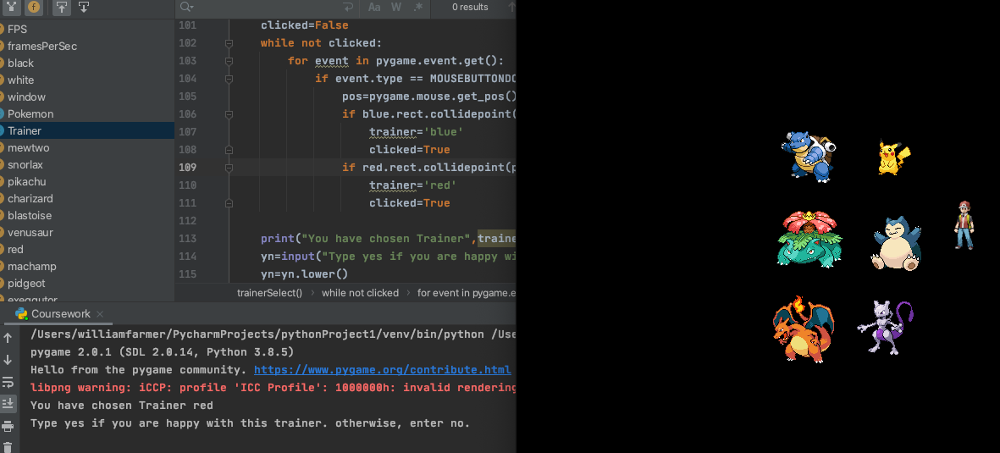 Aa W .* 0 results
FPS
framesPerSec
black
white
window
Pokemon
Trainer
mewtwo
snorlax
pikachu
charizard
blastoise
venusaur
red
machamp
pidgeot
exeggutor
101 clicked=False
102 while not clicked:
103 for event in pygame.event.get():
104 if event.type == MOUSEBUTTONDO
105 pos=pygame.mouse.get_pos()
106 if blue.rect.collidepoint(
107 trainer='blue'
108 clicked=True
109 if red.rect.collidepoint(p
110 trainer='red'
111 clicked=True
112
113 print("You have chosen Trainer",traine
114 yn=input("Type yes if you are happy wi
115 yn=yn.lower()
trainerSelect() › while not clicked › for event in pygame.e
Coursework
/Users/williamfarmer/PycharmProjects/pythonProject1/venv/bin/python /Use
pygame 2.0.1 (SDL 2.0.14, Python 3.8.5)
Hello from the pygame community. https://www.pygame.org/contribute.html
libpng warning: iCCP: profile 'ICC Profile': 1000000h: invalid rendering
You have chosen Trainer red
Type yes if you are happy with this trainer. otherwise, enter no.